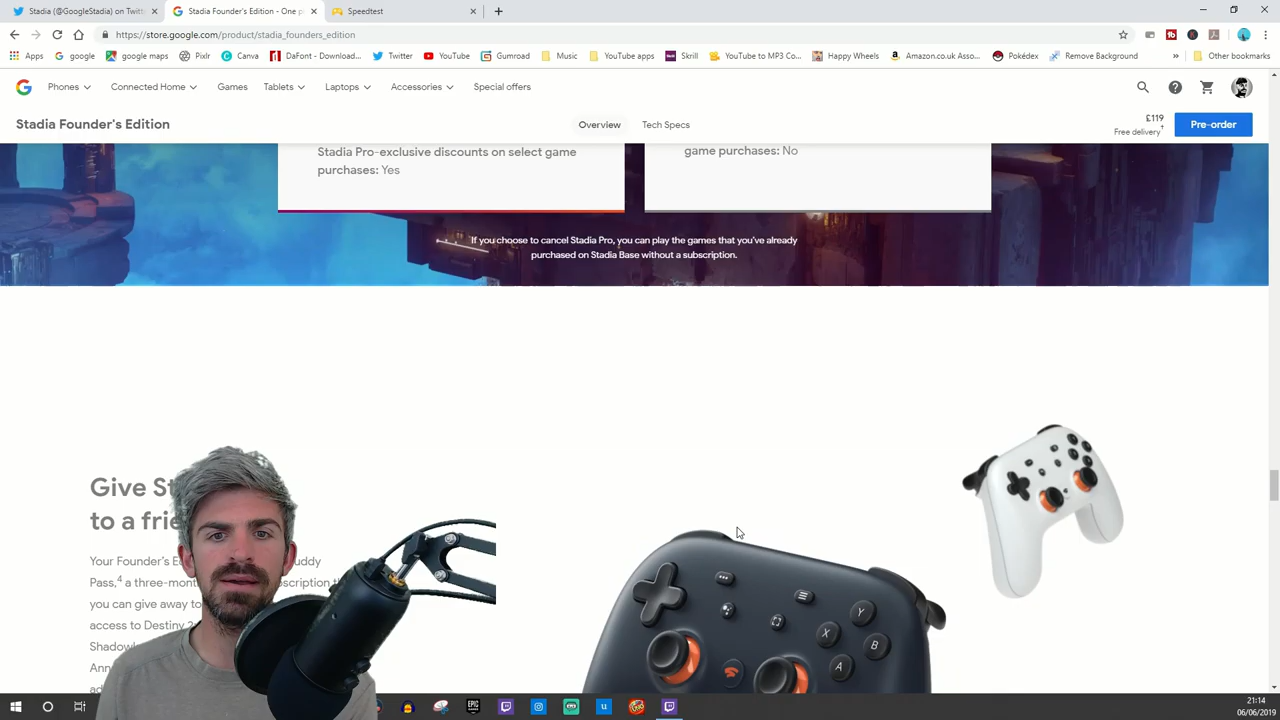 Stadia (@GoogleStadia) on Twitt
Stadia Founder's Edition - One p
Speedtest
https://store.google.com/product/stadia_founders_edition
Apps
google
google maps
Pixlr
Canva
DaFont - Download...
Twitter
YouTube
Gumroad
Music
YouTube apps
Skrill
YouTube to MP3 Co...
Happy Wheels
Amazon.co.uk Asso...
Pokédex
Remove Background
»
Other bookmarks
G
Phones
Connected Home
Games
Tablets
Laptops
Accessories
Special offers
Stadia Founder's Edition
Overview
Tech Specs
£119
Free delivery†
Pre-order
Stadia Pro-exclusive discounts on select game
purchases: Yes
game purchases: No
If you choose to cancel Stadia Pro, you can play the games that you've already
purchased on Stadia Base without a subscription.
Give St
to a frie
Your Founder's E
uddy
Pass,⁴ a three-mont
scription t
you can give away to
access to Destiny 2
Shadow
Ann
ad
Y
X
B
A
21:14
06/06/2019